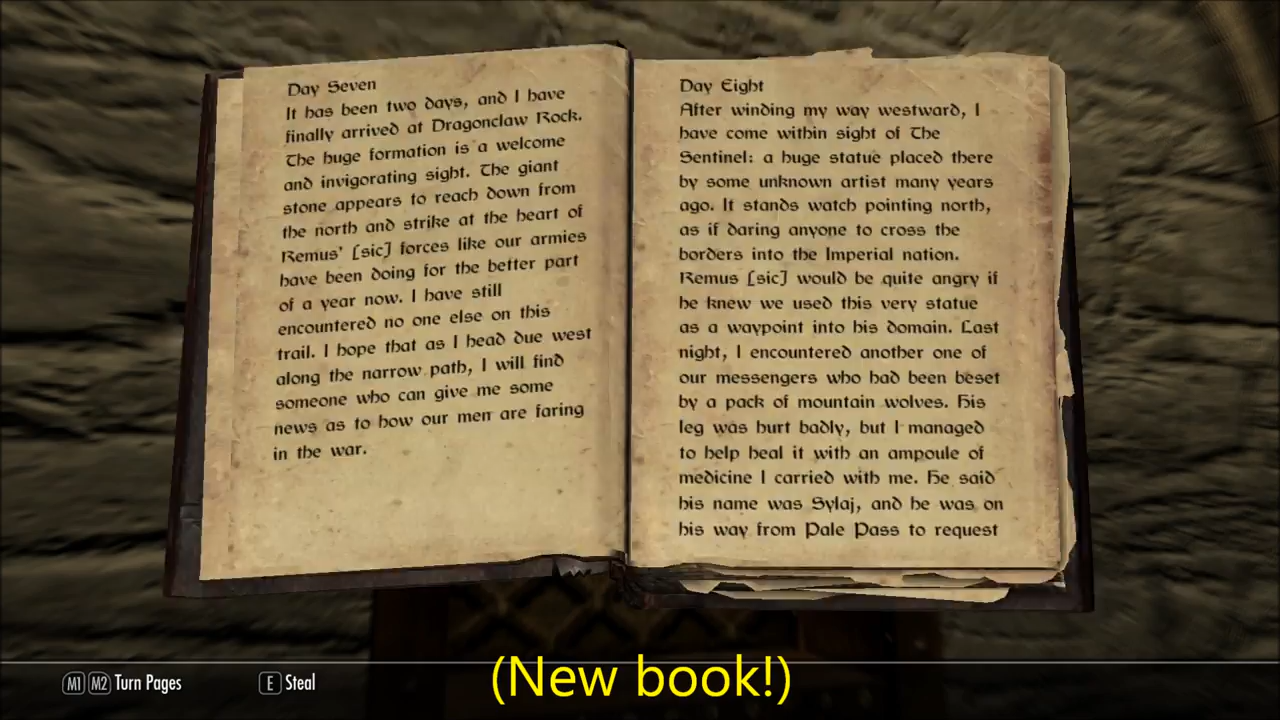 Day Seven
It has been two days, and I have
finally arrived at Dragonclaw Rock.
The huge formation is a welcome
and invigorating sight. The giant
stone appears to reach down from
the north and strike at the heart of
Remus' [sic] forces like our armies
have been doing for the better part
of a year now. I have still
encountered no one else on this
trail. I hope that as I head due west
along the narrow path, I will find
someone who can give me some
news as to how our men are faring
in the war.
Day Eight
After winding my way westward, I
have come within sight of The
Sentinel: a huge statue placed there
by some unknown artist many years
ago. It stands watch pointing north,
as if daring anyone to cross the
borders into the Imperial nation.
Remus [sic] would be quite angry if
he knew we used this very statue
as a waypoint into his domain. Last
night, I encountered another one of
our messengers who had been beset
by a pack of mountain wolves. His
leg was hurt badly, but I managed
to help heal it with an ampoule of
medicine I carried with me. He said
his name was Sylaj, and he was on
his way from Pale Pass to request
M1 M2 Turn Pages
E Steal
(New book!)